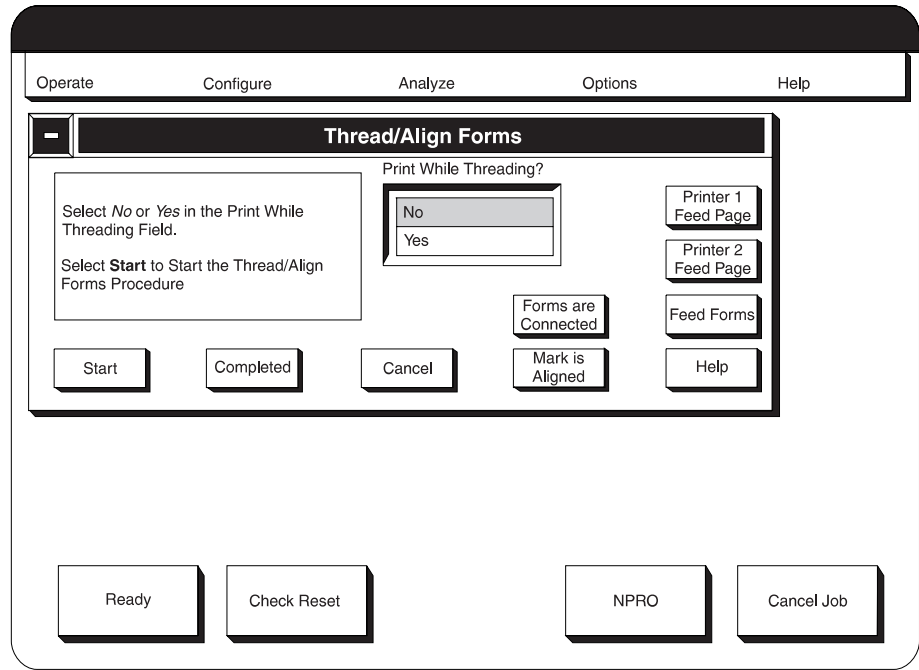 Operate Configure Analyze Options Help
Thread/Align Forms
Print While Threading?
Select No or Yes in the Print While
Threading Field.
Select Start to Start the Thread/Align
Forms Procedure
No
Yes
Printer 1
Feed Page
Printer 2
Feed Page
Forms are
Connected
Feed Forms
Start
Completed
Cancel
Mark is
Aligned
Help
Ready
Check Reset
NPRO
Cancel Job